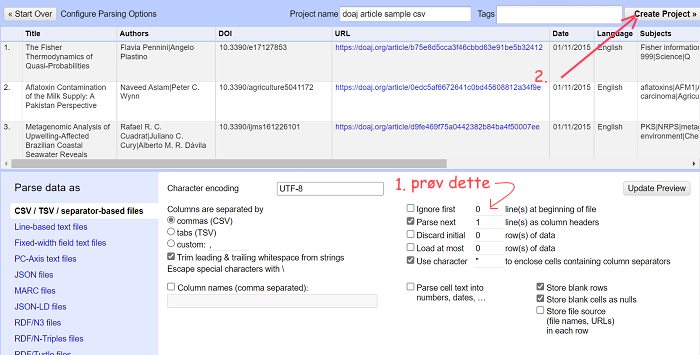 « Start Over Configure Parsing Options Project name doaj article sample csv Tags Create Project »
Title Authors DOI URL Date Language Subjects
1. The Fisher Thermodynamics of Quasi-Probabilities Flavia Pennini|Angelo Plastino 10.3390/e17127853 https://doaj.org/article/b75e8d5cca3f46cbbd63e91be5b32412 01/11/2015 English Fisher information 999|Science|Q
2.
2. Aflatoxin Contamination of the Milk Supply: A Pakistan Perspective Naveed Aslam|Peter C. Wynn 10.3390/agriculture5041172 https://doaj.org/article/0edc5af6672641c0bd45608812a34f9e 01/11/2015 English aflatoxins|AFM1| carcinoma|Agric
3. Metagenomic Analysis of Upwelling-Affected Brazilian Coastal Seawater Reveals Rafael R. C. Cuadrat|Juliano C. Cury|Alberto M. R. Dávila 10.3390/ijms161226101 https://doaj.org/article/d9fe469f75a0442382b84ba4f50007ee 01/11/2015 English PKS|NRPS|metag environment|Che
1. prøv dette
Parse data as
CSV / TSV / separator-based files
Line-based text files
Fixed-width field text files
PC-Axis text files
JSON files
MARC files
JSON-LD files
RDF/N3 files
RDF/N-Triples files
RDF/Turtle files
Character encoding UTF-8
Update Preview
Columns are separated by
commas (CSV)
tabs (TSV)
custom: ,
Trim leading & trailing whitespace from strings
Escape special characters with \
Column names (comma separated):
Ignore first 0 line(s) at beginning of file
Parse next 1 line(s) as column headers
Discard initial 0 row(s) of data
Load at most 0 row(s) of data
Use character " to enclose cells containing column separators
Parse cell text into
numbers, dates, ...
Store blank rows
Store blank cells as nulls
Store file source
(file names, URLs)
in each row